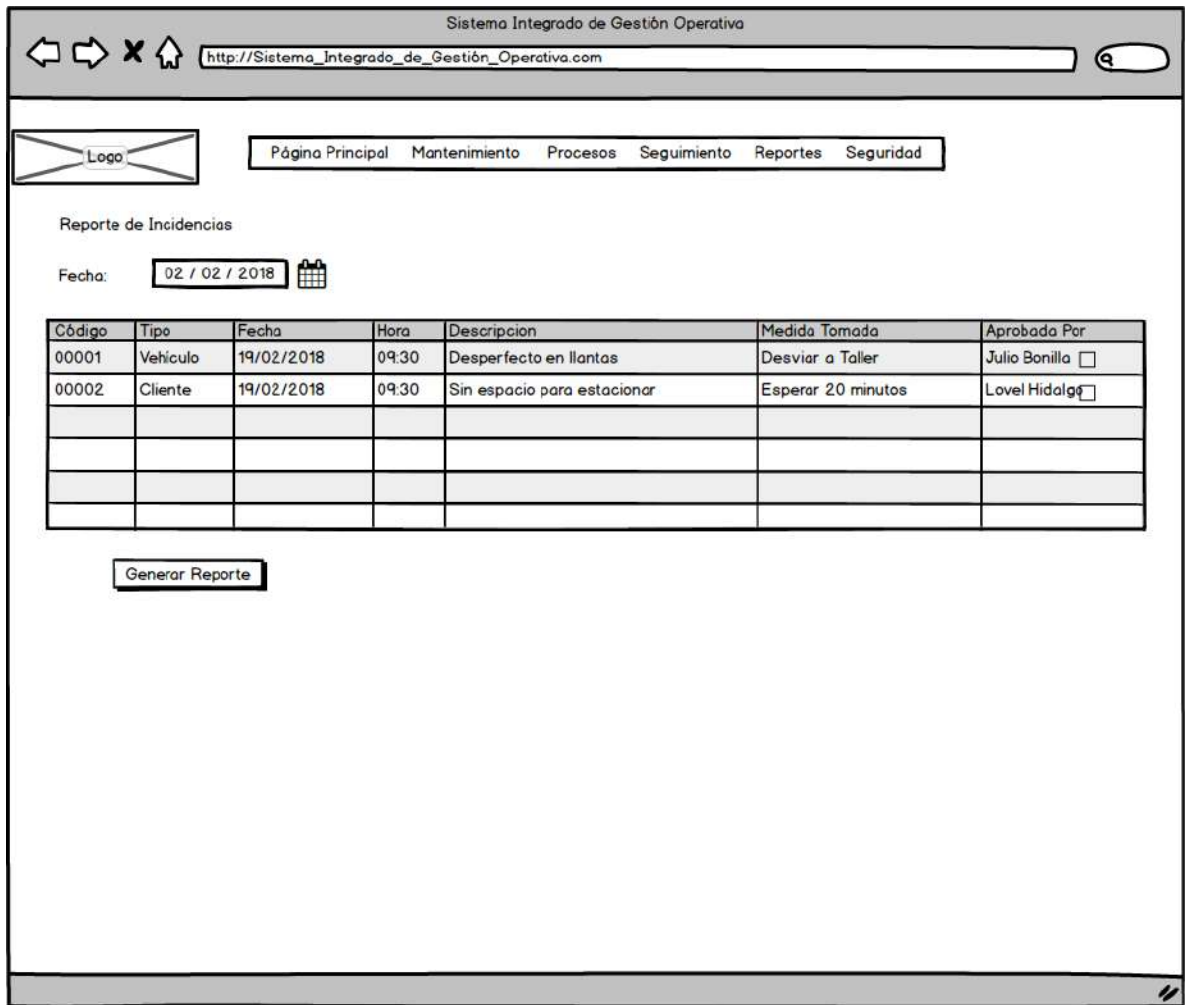 Sistema Integrado de Gestión Operativa
http://Sistema_Integrado_de_Gestión_Operativa.com
Logo
Página Principal Mantenimiento Procesos Seguimiento Reportes Seguridad
Reporte de Incidencias
Fecha: 02 / 02 / 2018
Código Tipo Fecha Hora Descripcion Medida Tomada Aprobada Por
00001 Vehículo 19/02/2018 09:30 Desperfecto en llantas Desviar a Taller Julio Bonilla
00002 Cliente 19/02/2018 09:30 Sin espacio para estacionar Esperar 20 minutos Lovel Hidalgo
Generar Reporte